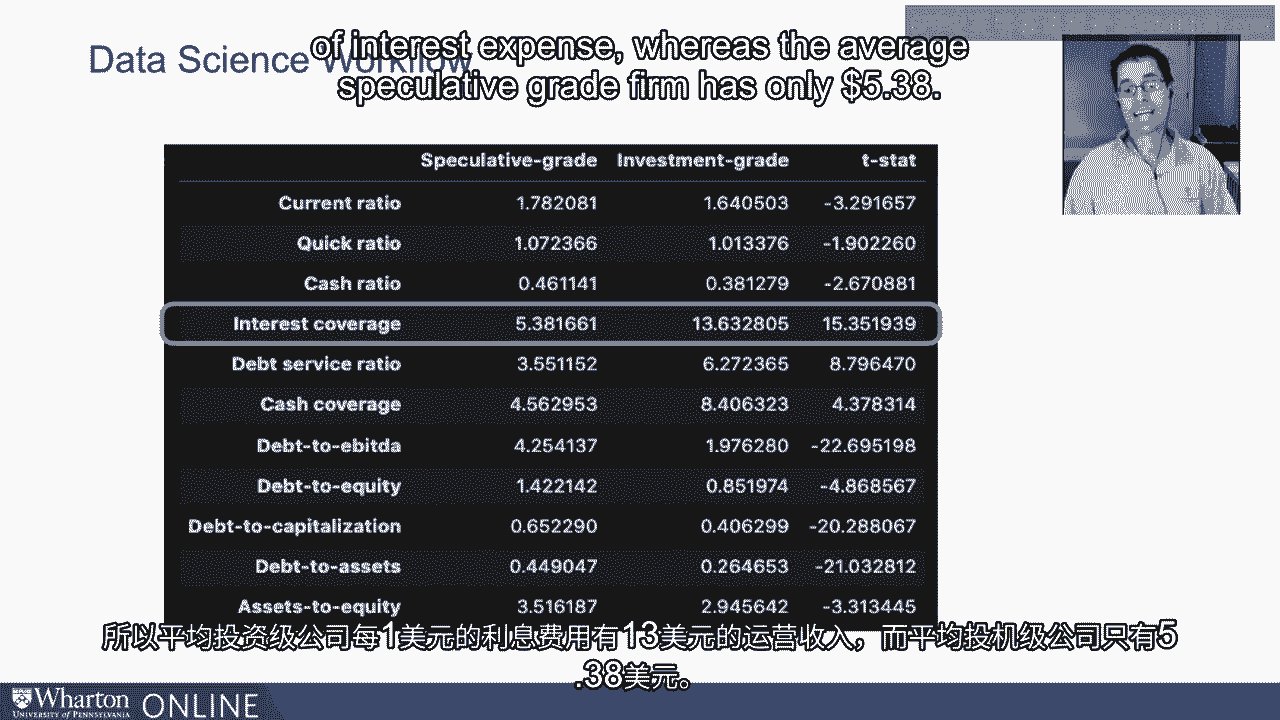 of interest expense, whereas the average
speculative grade firm has only $5.38.
Data Science Workflow
Speculative-grade Investment-grade t-stat
Current ratio 1.782081 1.640503 -3.291657
Quick ratio 1.072366 1.013376 -1.902260
Cash ratio 0.461141 0.381279 -2.670881
Interest coverage 5.381661 13.632805 15.351939
Debt service ratio 3.551152 6.272365 8.796470
Cash coverage 4.562953 8.406323 4.378314
Debt-to-ebitda 4.254137 1.976280 -22.695198
Debt-to-equity 1.422142 0.851974 -4.868567
Debt-to-capitalization 0.652290 0.406299 -20.288067
Debt-to-assets 0.449047 0.264653 -21.032812
Assets-to-equity 3.516187 2.945642 -3.313445
所以平均投资级公司每1美元的利息费用有13美元的运营收入，而平均投机级公司只有5
.38美元。
Wharton ONLINE
UNIVERSITY of PENNSYLVANIA